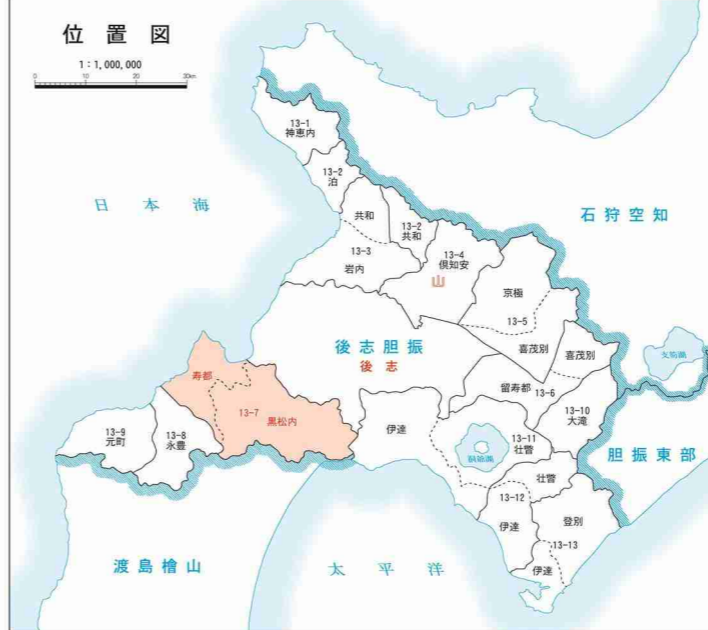 位置図
1:1,000,000
0 10 20 30km
13-1
神恵内
13-2
泊
日本海
石狩空知
共和
13-2
共和
13-3
岩内
13-4
倶知安
山
京極
13-5
喜茂別
喜茂別
支笏湖
後志胆振
後志
寿都
留寿都 13-6
13-7
黒松内
13-10
大滝
13-9
元町
13-8
永豊
伊達
洞爺湖
13-11
壮瞥
胆振東部
壮瞥
13-12
伊達
登別
13-13
伊達
渡島檜山
太平洋